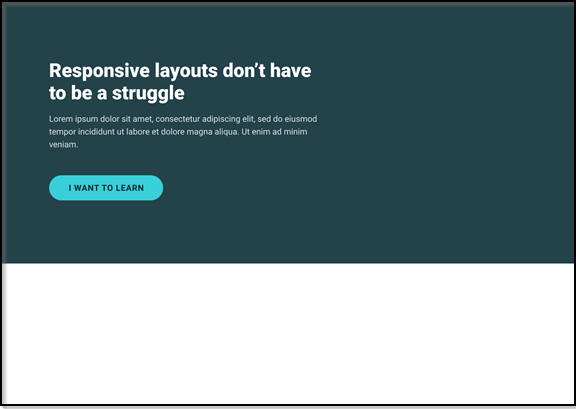 Responsive layouts don’t have
to be a struggle
Lorem ipsum dolor sit amet, consectetur adipiscing elit, sed do eiusmod
tempor incididunt ut labore et dolore magna aliqua. Ut enim ad minim
veniam.
I WANT TO LEARN